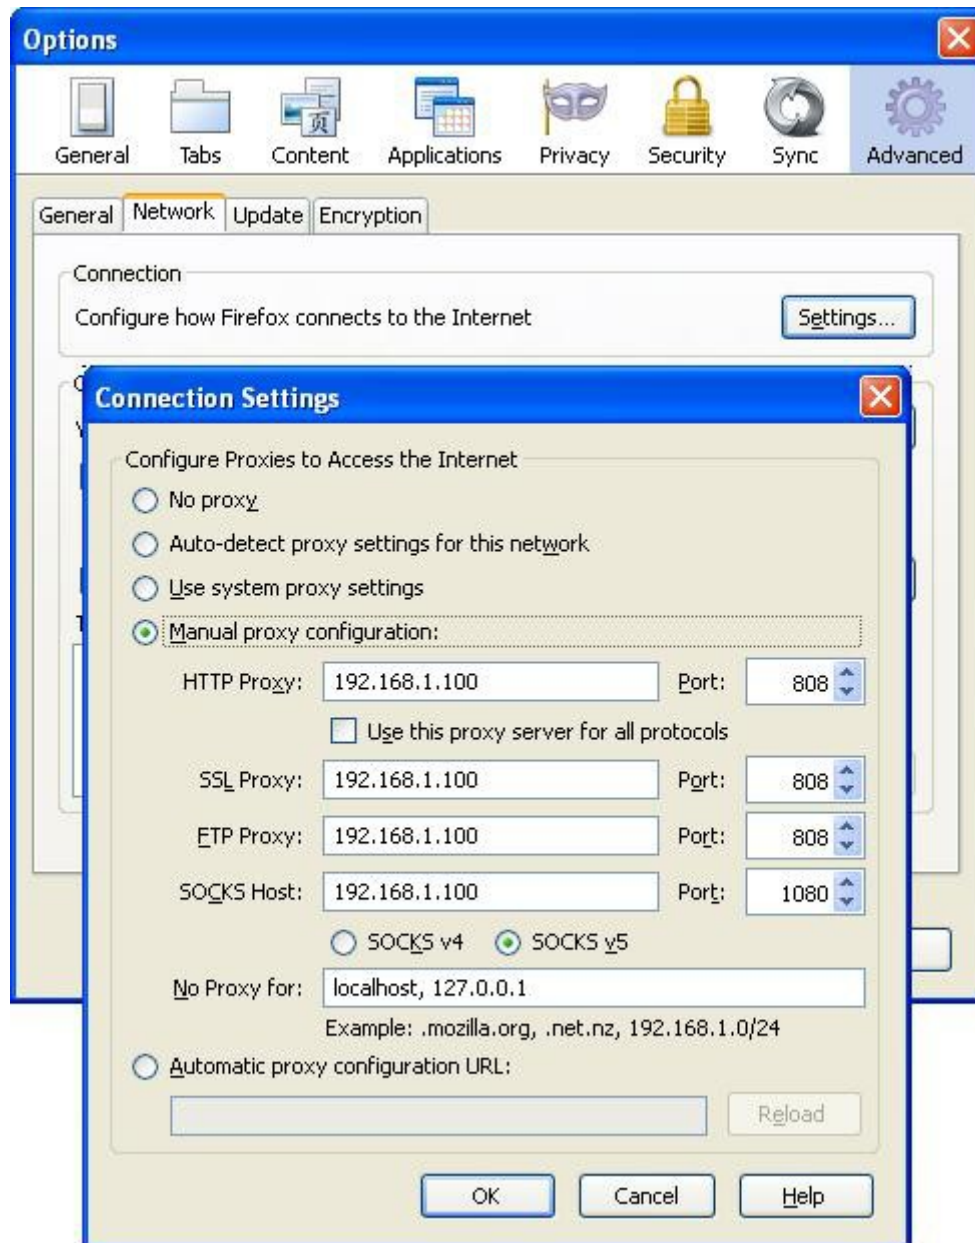 Options
页
General Tabs Content Applications Privacy Security Sync Advanced
General Network Update Encryption
Connection
Configure how Firefox connects to the Internet Settings...
Connection Settings
Configure Proxies to Access the Internet
No proxy
Auto-detect proxy settings for this network
Use system proxy settings
Manual proxy configuration:
HTTP Proxy: 192.168.1.100 Port: 808
Use this proxy server for all protocols
SSL Proxy: 192.168.1.100 Port: 808
FTP Proxy: 192.168.1.100 Port: 808
SOCKS Host: 192.168.1.100 Port: 1080
SOCKS v4 SOCKS v5
No Proxy for: localhost, 127.0.0.1
Example: .mozilla.org, .net.nz, 192.168.1.0/24
Automatic proxy configuration URL:
Reload
OK Cancel Help